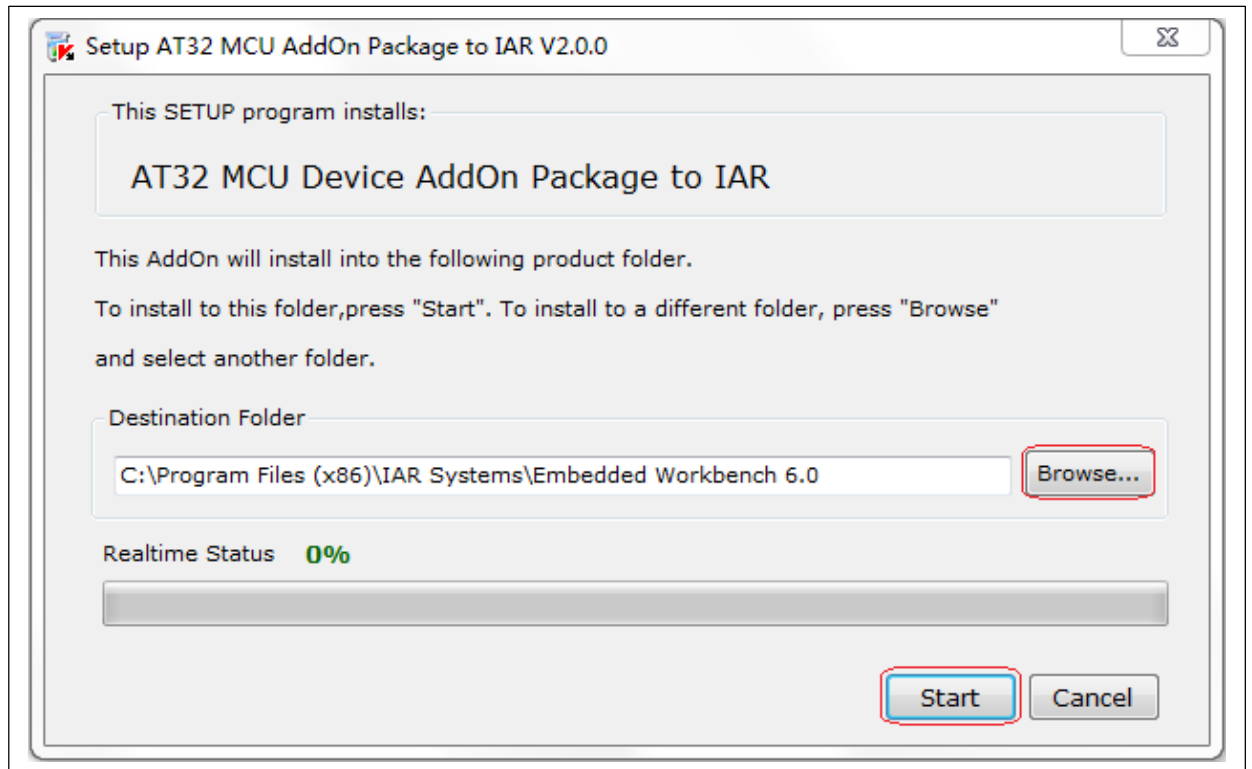 Setup AT32 MCU AddOn Package to IAR V2.0.0
This SETUP program installs:
AT32 MCU Device AddOn Package to IAR
This AddOn will install into the following product folder.
To install to this folder,press "Start". To install to a different folder, press "Browse"
and select another folder.
Destination Folder
C:\Program Files (x86)\IAR Systems\Embedded Workbench 6.0
Browse...
Realtime Status 0%
Start Cancel